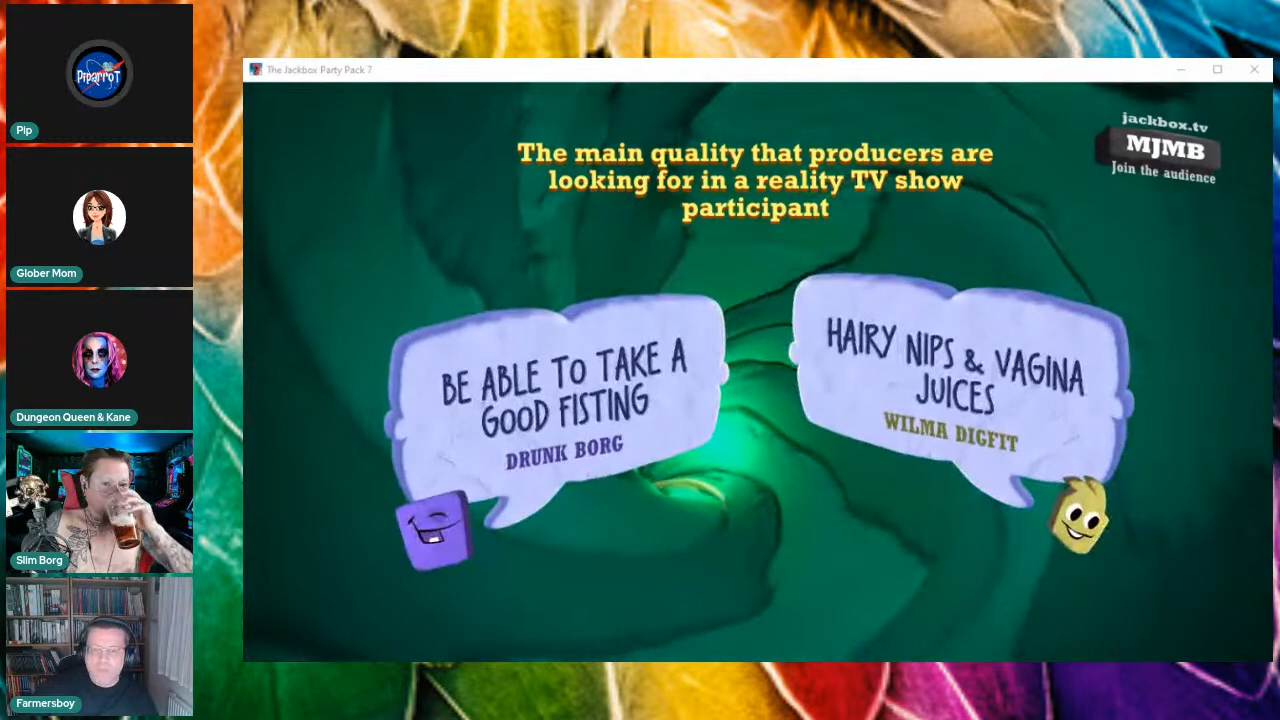 PiparroT
Pip
Glober Mom
Dungeon Queen & Kane
Slim Borg
Farmersboy
The Jackbox Party Pack 7
jackbox.tv
MJMB
Join the audience
The main quality that producers are
looking for in a reality TV show
participant
BE ABLE TO TAKE A
GOOD FISTING
DRUNK BORG
HAIRY NIPS & VAGINA
JUICES
WILMA DIGFIT